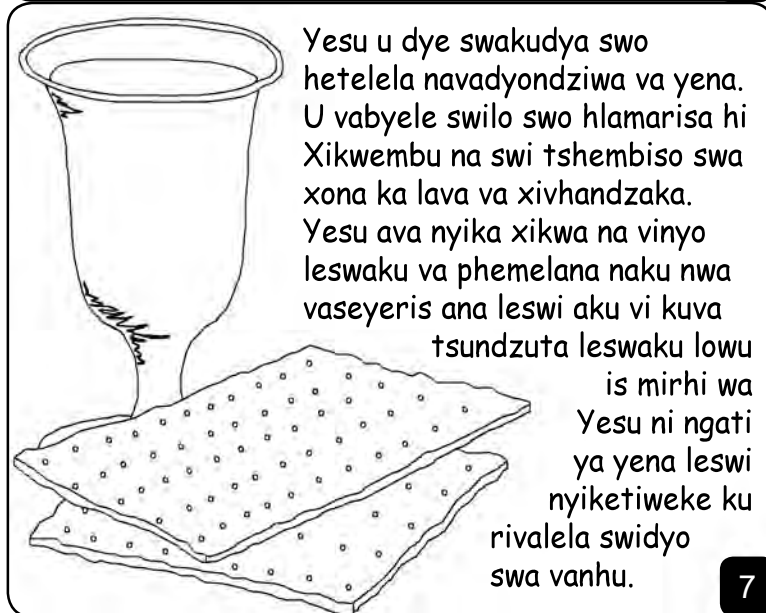 Yesu u dye swakudya swo
hetelela navadyondziwa va yena.
U vabyele swilo swo hlamarisa hi
Xikwembu na swi tshembiso swa
xona ka lava va xivhandzaka.
Yesu ava nyika xikwa na vinyo
leswaku va phemelana naku nwa
vaseyeris ana leswi aku vi kuva
tsundzuta leswaku lowu
is mirhi wa
Yesu ni ngati
ya yena leswi
nyiketiweke ku
rivalela swidyo
swa vanhu.
7